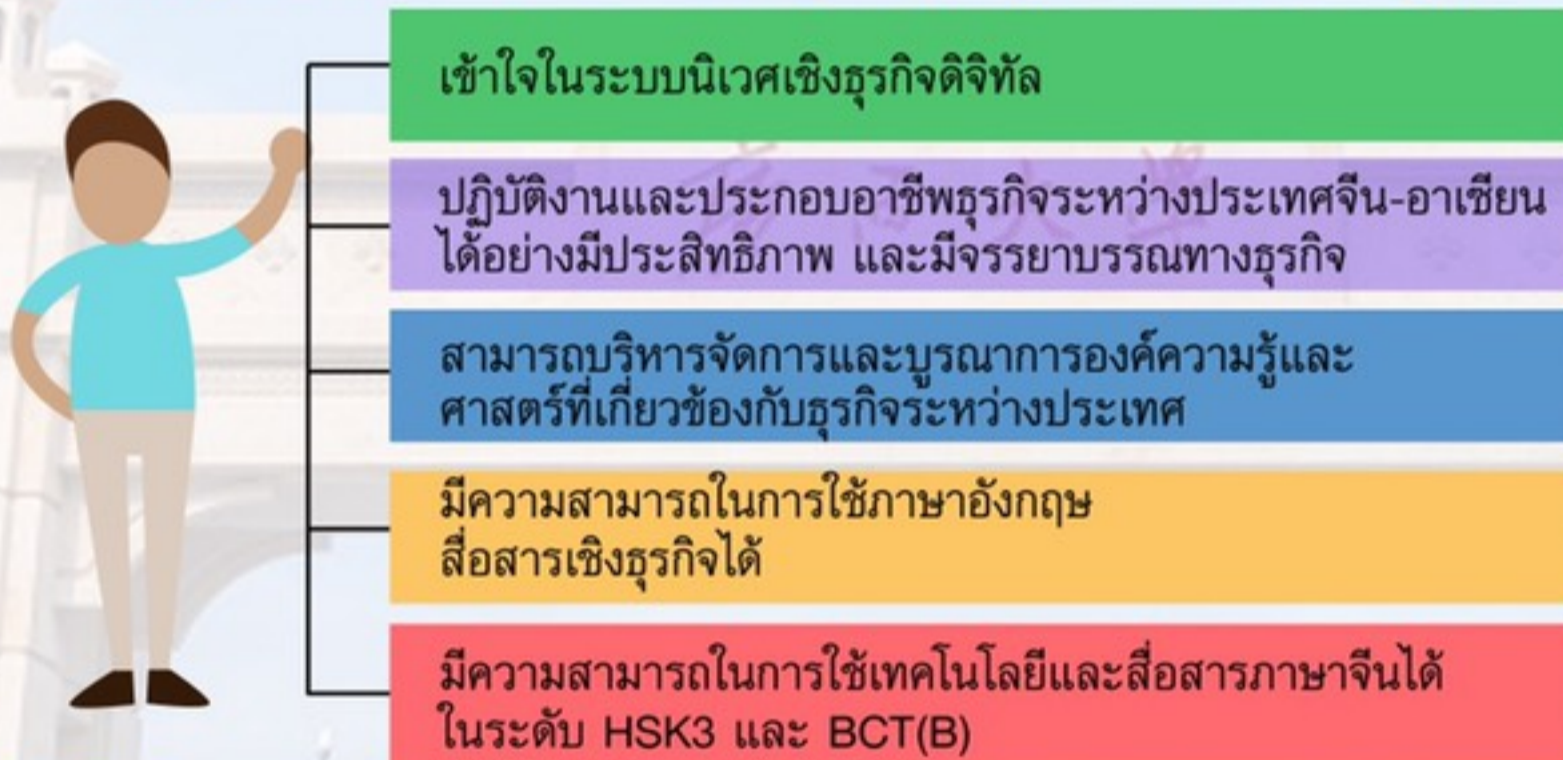 เข้าใจในระบบนิเวศเชิงธุรกิจดิจิทัล
ปฏิบัติงานและประกอบอาชีพธุรกิจระหว่างประเทศจีน-อาเซียน
ได้อย่างมีประสิทธิภาพ และมีจรรยาบรรณทางธุรกิจ
สามารถบริหารจัดการและบูรณาการองค์ความรู้และ
ศาสตร์ที่เกี่ยวข้องกับธุรกิจระหว่างประเทศ
มีความสามารถในการใช้ภาษาอังกฤษ
สื่อสารเชิงธุรกิจได้
มีความสามารถในการใช้เทคโนโลยีและสื่อสารภาษาจีนได้
ในระดับ HSK3 และ BCT(B)